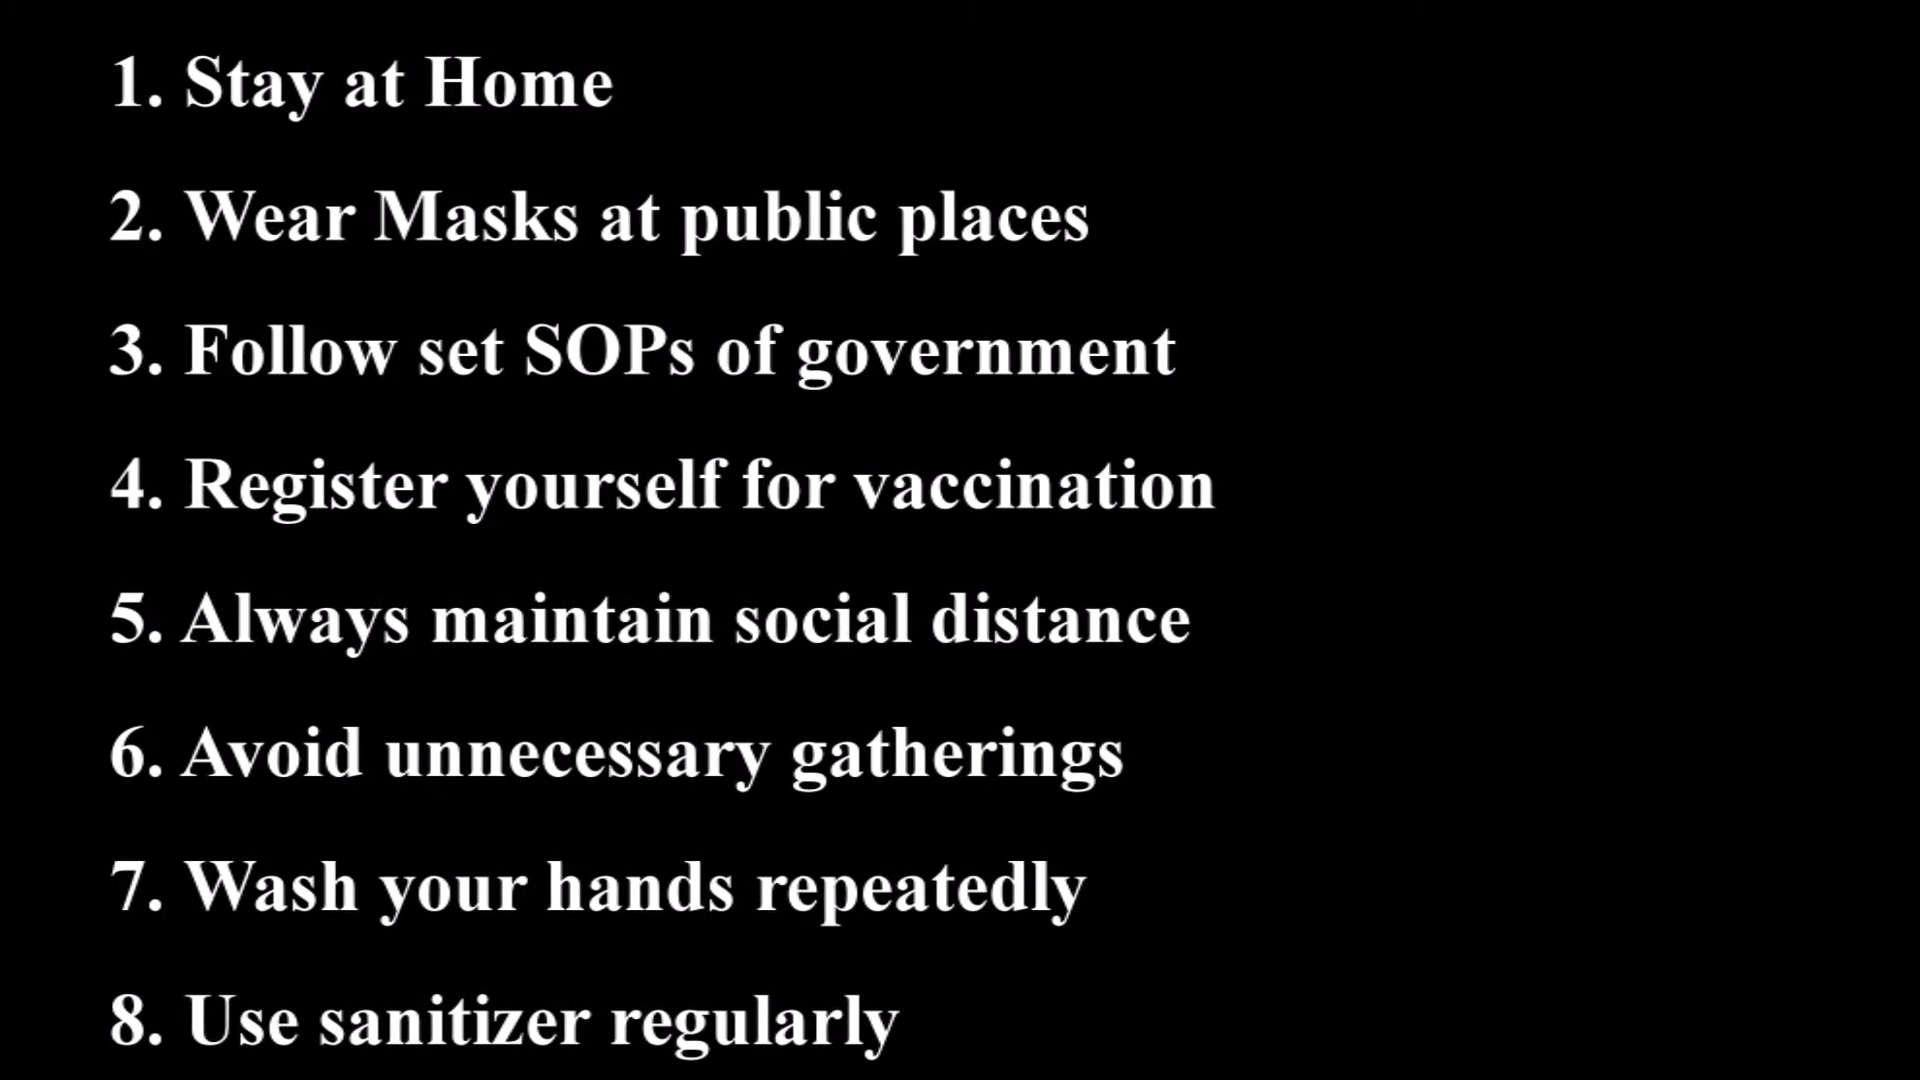 1. Stay at Home
2. Wear Masks at public places
3. Follow set SOPs of government
4. Register yourself for vaccination
5. Always maintain social distance
6. Avoid unnecessary gatherings
7. Wash your hands repeatedly
8. Use sanitizer regularly